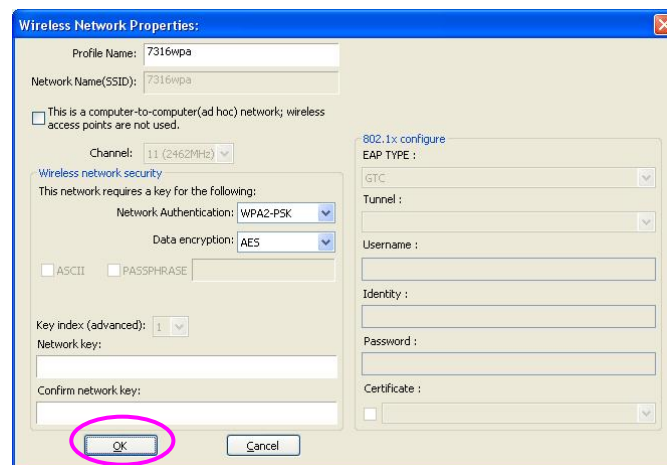 Wireless Network Properties:
Profile Name: 7316wpa
Network Name(SSID): 7316wpa
This is a computer-to-computer(ad hoc) network; wireless
access points are not used.
Channel: 11 (2462MHz)
Wireless network security
This network requires a key for the following:
Network Authentication: WPA2-PSK
Data encryption: AES
ASCII PASSPHRASE
Key index (advanced): 1
Network key:
Confirm network key:
OK Cancel
802.1x configure
EAP TYPE :
GTC
Tunnel :
Username :
Identity :
Password :
Certificate :